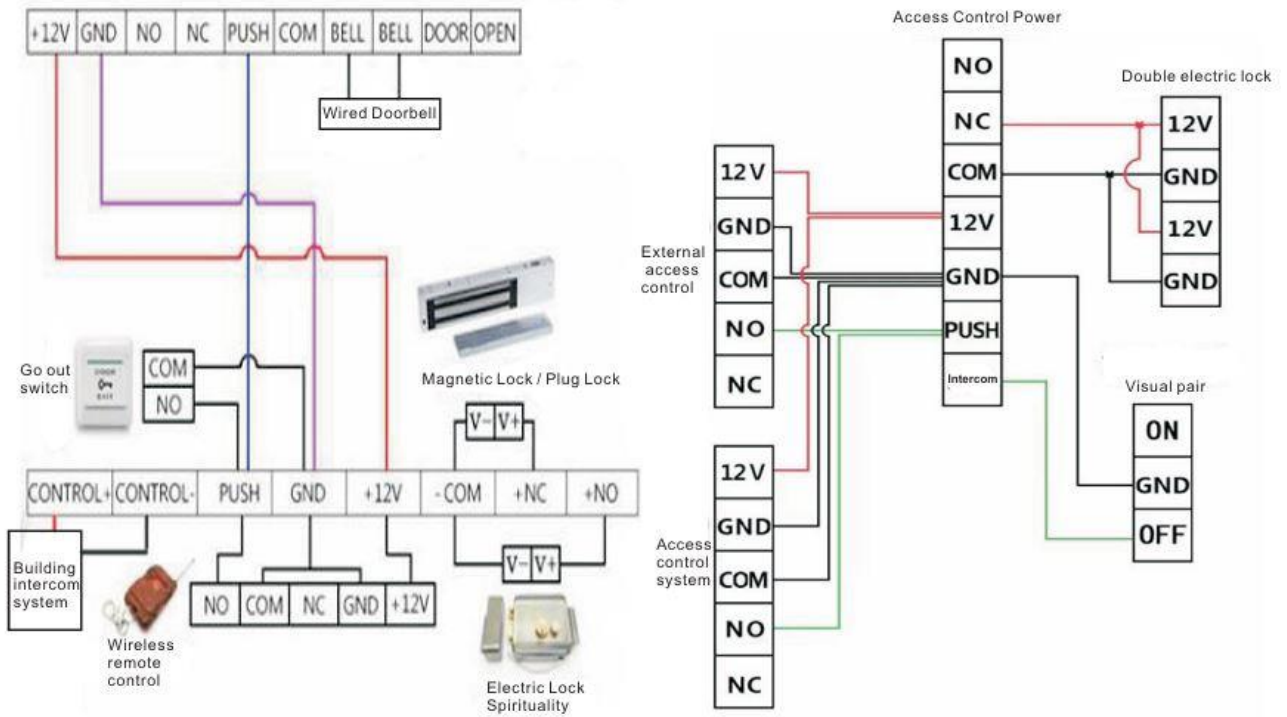 +12V GND NO NC PUSH COM BELL BELL DOOR OPEN
Wired Doorbell
Go out
switch
COM
NO
Magnetic Lock / Plug Lock
V- V+
CONTROL+ CONTROL- PUSH GND +12V -COM +NC +NO
V- V+
Building
intercom
system
NO COM NC GND +12V
Wireless
remote
control
Electric Lock
Spirituality
Access Control Power
NO
NC
COM
12V
GND
PUSH
Intercom
Double electric lock
12V
GND
12V
GND
External
access
control
12V
GND
COM
NO
NC
Visual pair
ON
GND
OFF
Access
control
system
12V
GND
COM
NO
NC